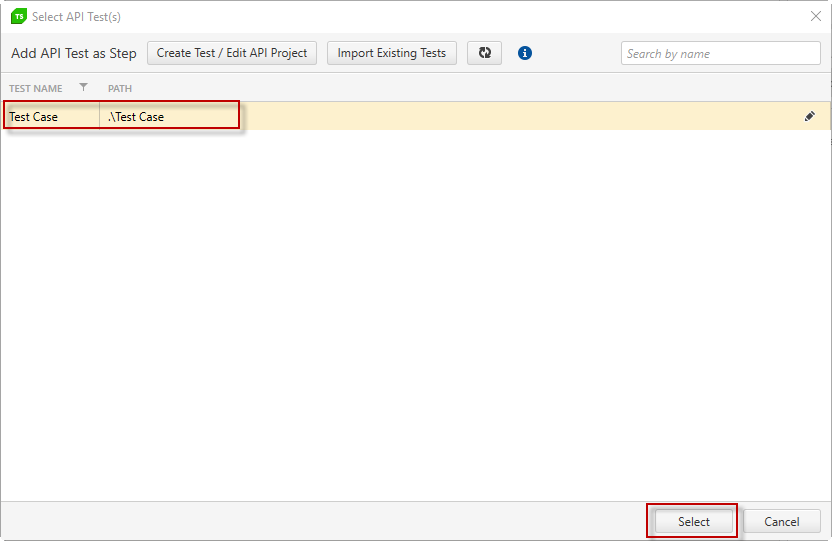 TS Select API Test(s)
Add API Test as Step Create Test / Edit API Project Import Existing Tests i Search by name
TEST NAME PATH
Test Case .\Test Case
Select Cancel